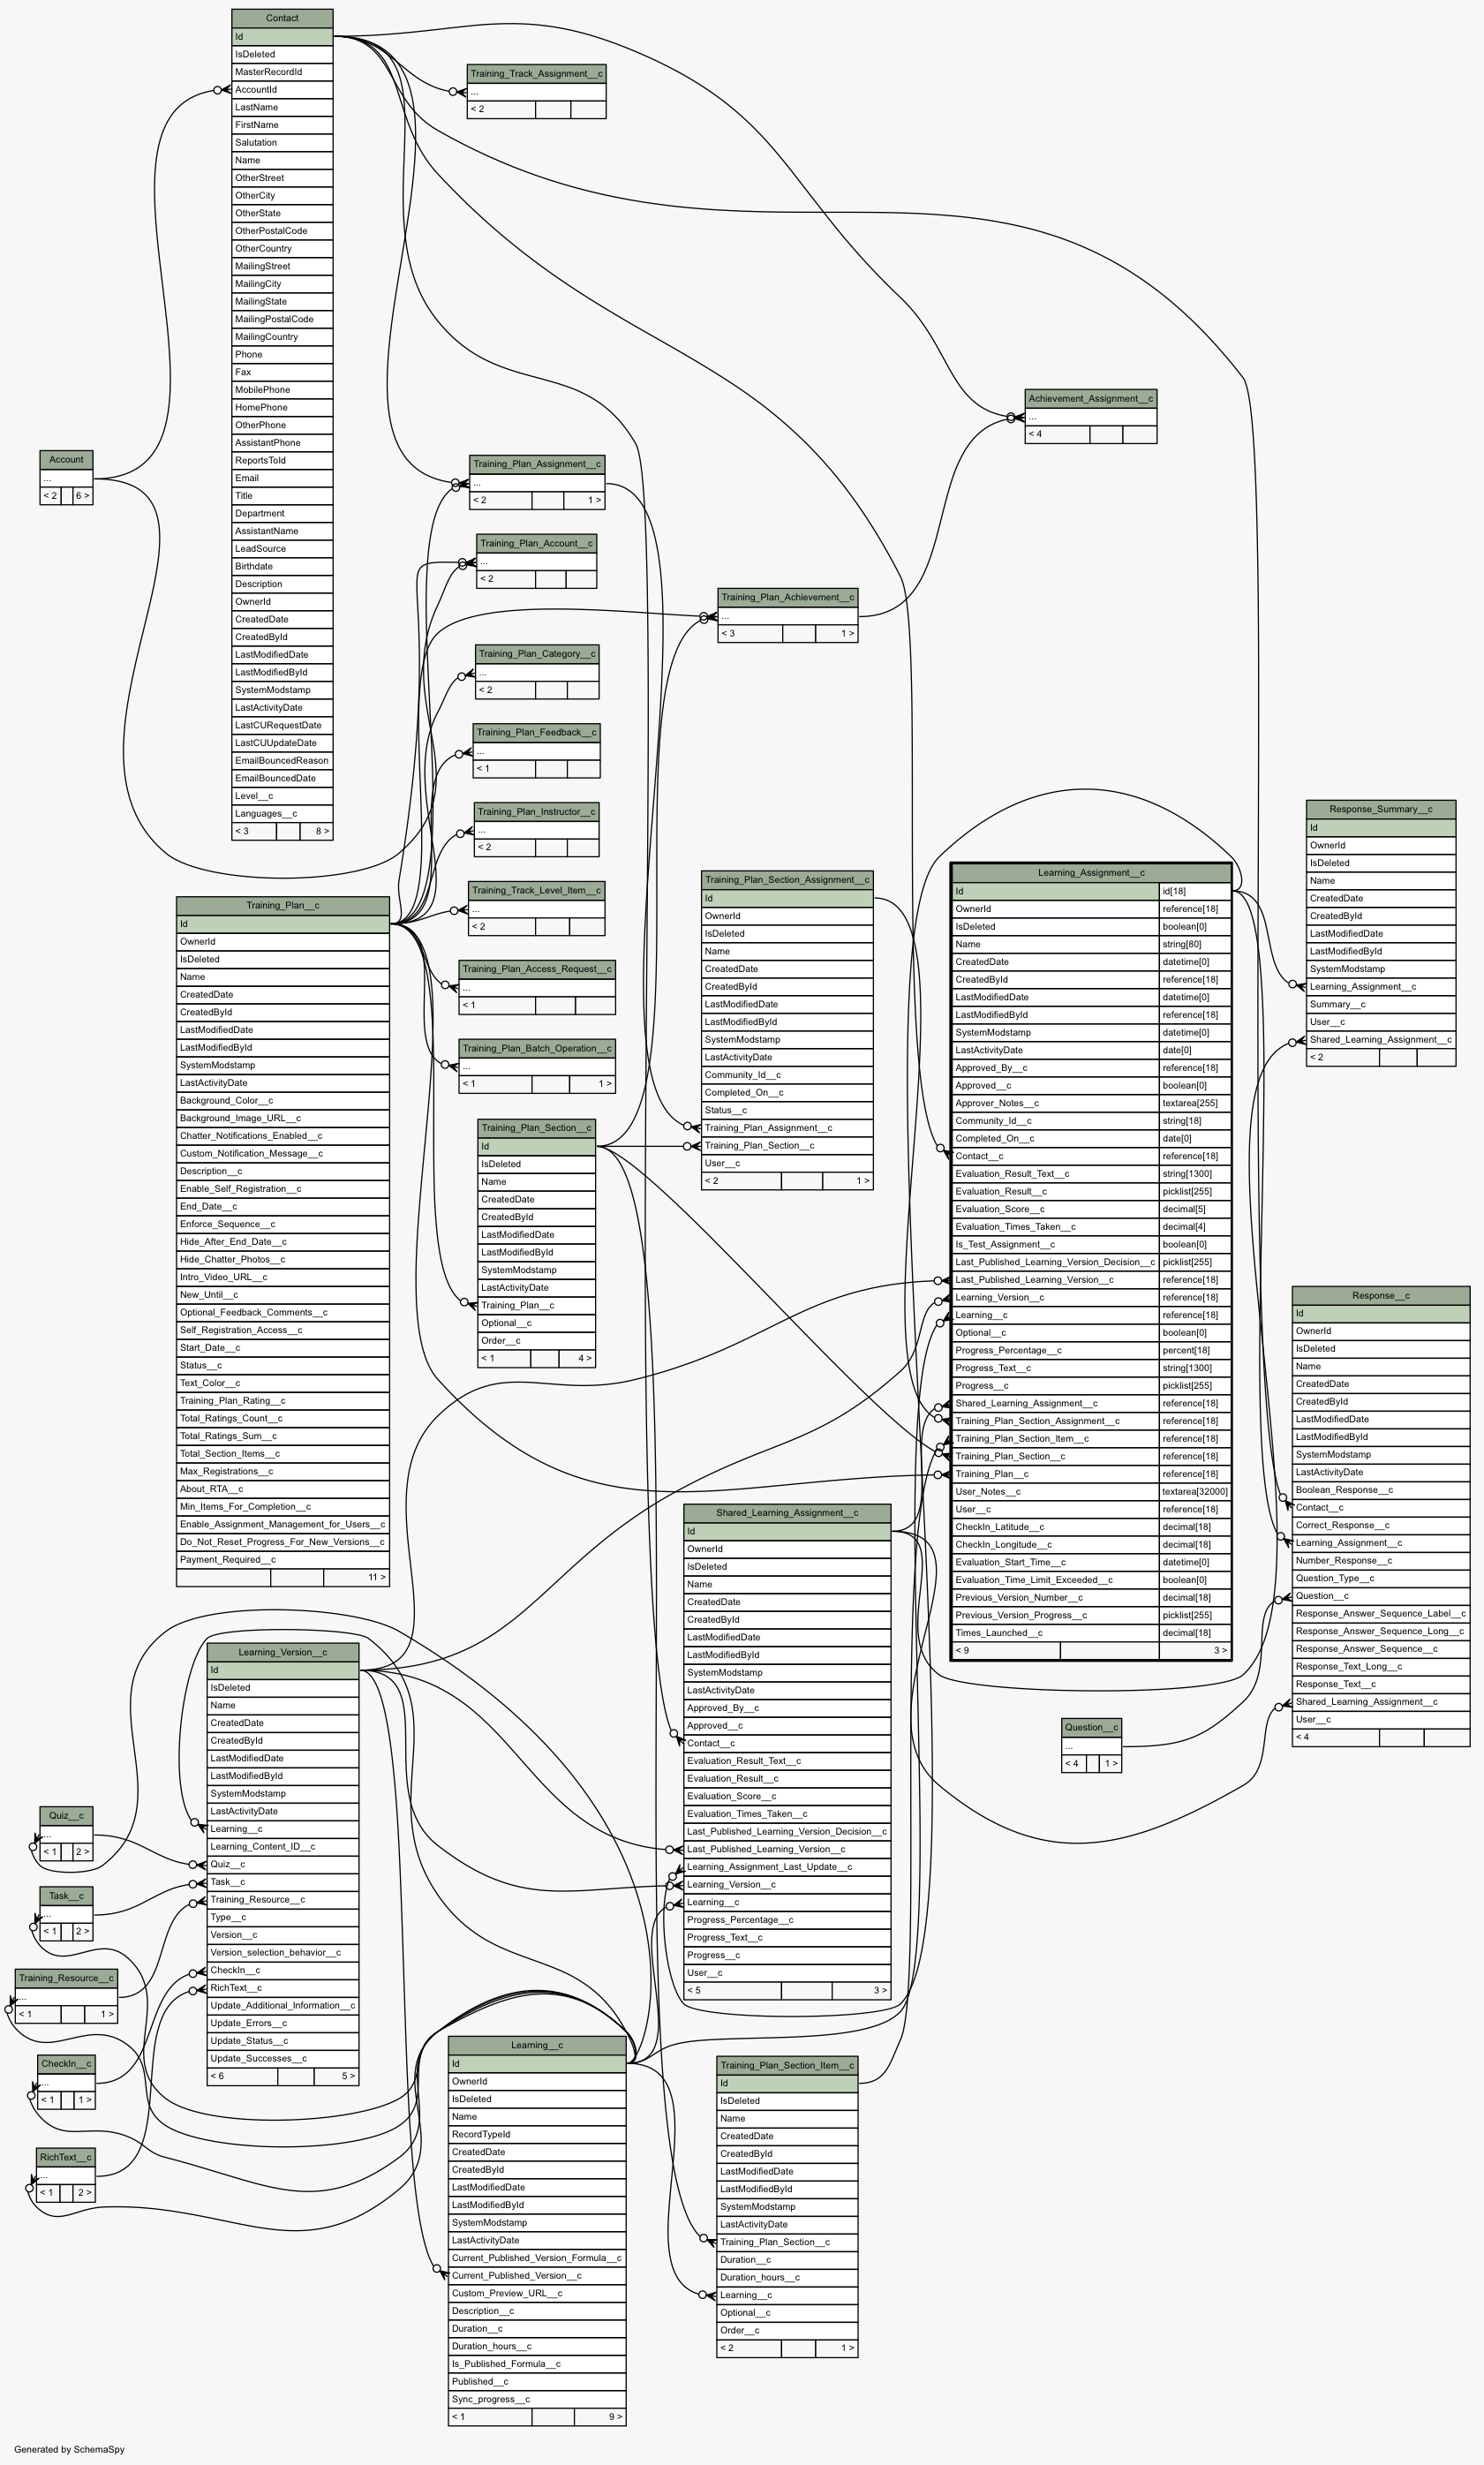 Contact
Id
IsDeleted
MasterRecordId
AccountId
LastName
FirstName
Salutation
Name
OtherStreet
OtherCity
OtherState
OtherPostalCode
OtherCountry
MailingStreet
MailingCity
MailingState
MailingPostalCode
MailingCountry
Phone
Fax
MobilePhone
HomePhone
OtherPhone
AssistantPhone
ReportsToId
Email
Title
Department
AssistantName
LeadSource
Birthdate
Description
OwnerId
CreatedDate
CreatedById
LastModifiedDate
LastModifiedById
SystemModstamp
LastActivityDate
LastCURequestDate
LastCUUpdateDate
EmailBouncedReason
EmailBouncedDate
Level__c
Languages__c
< 3 8 >
Training_Track_Assignment__c
...
< 2
Achievement_Assignment__c
...
< 4
Account
...
< 2 6 >
Training_Plan_Assignment__c
...
< 2 1 >
Training_Plan_Account__c
...
< 2
Training_Plan_Achievement__c
...
< 3 1 >
Training_Plan_Category__c
...
< 2
Training_Plan_Feedback__c
...
< 1
Training_Plan_Instructor__c
...
< 2
Training_Track_Level_Item__c
...
< 2
Training_Plan_Access_Request__c
...
< 1
Training_Plan_Batch_Operation__c
...
< 1 1 >
Training_Plan__c
Id
OwnerId
IsDeleted
Name
CreatedDate
CreatedById
LastModifiedDate
LastModifiedById
SystemModstamp
LastActivityDate
Background_Color__c
Background_Image_URL__c
Chatter_Notifications_Enabled__c
Custom_Notification_Message__c
Description__c
Enable_Self_Registration__c
End_Date__c
Enforce_Sequence__c
Hide_After_End_Date__c
Hide_Chatter_Photos__c
Intro_Video_URL__c
New_Until__c
Optional_Feedback_Comments__c
Self_Registration_Access__c
Start_Date__c
Status__c
Text_Color__c
Training_Plan_Rating__c
Total_Ratings_Count__c
Total_Ratings_Sum__c
Total_Section_Items__c
Max_Registrations__c
About_RTA__c
Min_Items_For_Completion__c
Enable_Assignment_Management_for_Users__c
Do_Not_Reset_Progress_For_New_Versions__c
Payment_Required__c
11 >
Training_Plan_Section__c
Id
IsDeleted
Name
CreatedDate
CreatedById
LastModifiedDate
LastModifiedById
SystemModstamp
LastActivityDate
Training_Plan__c
Optional__c
Order__c
< 1 4 >
Training_Plan_Section_Assignment__c
Id
OwnerId
IsDeleted
Name
CreatedDate
CreatedById
LastModifiedDate
LastModifiedById
SystemModstamp
LastActivityDate
Community_Id__c
Completed_On__c
Status__c
Training_Plan_Assignment__c
Training_Plan_Section__c
User__c
< 2 1 >
Learning_Assignment__c
Id id[18]
OwnerId reference[18]
IsDeleted boolean[0]
Name string[80]
CreatedDate datetime[0]
CreatedById reference[18]
LastModifiedDate datetime[0]
LastModifiedById reference[18]
SystemModstamp datetime[0]
LastActivityDate date[0]
Approved_By__c reference[18]
Approved__c boolean[0]
Approver_Notes__c textarea[255]
Community_Id__c string[18]
Completed_On__c date[0]
Contact__c reference[18]
Evaluation_Result_Text__c string[1300]
Evaluation_Result__c picklist[255]
Evaluation_Score__c decimal[5]
Evaluation_Times_Taken__c decimal[4]
Is_Test_Assignment__c boolean[0]
Last_Published_Learning_Version_Decision__c picklist[255]
Last_Published_Learning_Version__c reference[18]
Learning_Version__c reference[18]
Learning__c reference[18]
Optional__c boolean[0]
Progress_Percentage__c percent[18]
Progress_Text__c string[1300]
Progress__c picklist[255]
Shared_Learning_Assignment__c reference[18]
Training_Plan_Section_Assignment__c reference[18]
Training_Plan_Section_Item__c reference[18]
Training_Plan_Section__c reference[18]
Training_Plan__c reference[18]
User_Notes__c textarea[32000]
User__c reference[18]
CheckIn_Latitude__c decimal[18]
CheckIn_Longitude__c decimal[18]
Evaluation_Start_Time__c datetime[0]
Evaluation_Time_Limit_Exceeded__c boolean[0]
Previous_Version_Number__c decimal[18]
Previous_Version_Progress__c picklist[255]
Times_Launched__c decimal[18]
< 9 3 >
Response_Summary__c
Id
OwnerId
IsDeleted
Name
CreatedDate
CreatedById
LastModifiedDate
LastModifiedById
SystemModstamp
Learning_Assignment__c
Summary__c
User__c
Shared_Learning_Assignment__c
< 2
Response__c
Id
OwnerId
IsDeleted
Name
CreatedDate
CreatedById
LastModifiedDate
LastModifiedById
SystemModstamp
LastActivityDate
Boolean_Response__c
Contact__c
Correct_Response__c
Learning_Assignment__c
Number_Response__c
Question_Type__c
Question__c
Response_Answer_Sequence_Label__c
Response_Answer_Sequence_Long__c
Response_Answer_Sequence__c
Response_Text_Long__c
Response_Text__c
Shared_Learning_Assignment__c
User__c
< 4
Question__c
...
< 4 1 >
Shared_Learning_Assignment__c
Id
OwnerId
IsDeleted
Name
CreatedDate
CreatedById
LastModifiedDate
LastModifiedById
SystemModstamp
LastActivityDate
Approved_By__c
Approved__c
Contact__c
Evaluation_Result_Text__c
Evaluation_Result__c
Evaluation_Score__c
Evaluation_Times_Taken__c
Last_Published_Learning_Version_Decision__c
Last_Published_Learning_Version__c
Learning_Assignment_Last_Update__c
Learning_Version__c
Learning__c
Progress_Percentage__c
Progress_Text__c
Progress__c
User__c
< 5 3 >
Learning_Version__c
Id
IsDeleted
Name
CreatedDate
CreatedById
LastModifiedDate
LastModifiedById
SystemModstamp
LastActivityDate
Learning__c
Learning_Content_ID__c
Quiz__c
Task__c
Training_Resource__c
Type__c
Version__c
Version_selection_behavior__c
CheckIn__c
RichText__c
Update_Additional_Information__c
Update_Errors__c
Update_Status__c
Update_Successes__c
< 6 5 >
Quiz__c
...
< 1 2 >
Task__c
...
< 1 2 >
Training_Resource__c
...
< 1 1 >
CheckIn__c
...
< 1 1 >
RichText__c
...
< 1 2 >
Learning__c
Id
OwnerId
IsDeleted
Name
RecordTypeId
CreatedDate
CreatedById
LastModifiedDate
LastModifiedById
SystemModstamp
LastActivityDate
Current_Published_Version_Formula__c
Current_Published_Version__c
Custom_Preview_URL__c
Description__c
Duration__c
Duration_hours__c
Is_Published_Formula__c
Published__c
Sync_progress__c
< 1 9 >
Training_Plan_Section_Item__c
Id
IsDeleted
Name
CreatedDate
CreatedById
LastModifiedDate
LastModifiedById
SystemModstamp
LastActivityDate
Training_Plan_Section__c
Duration__c
Duration_hours__c
Learning__c
Optional__c
Order__c
< 2 1 >
Generated by SchemaSpy